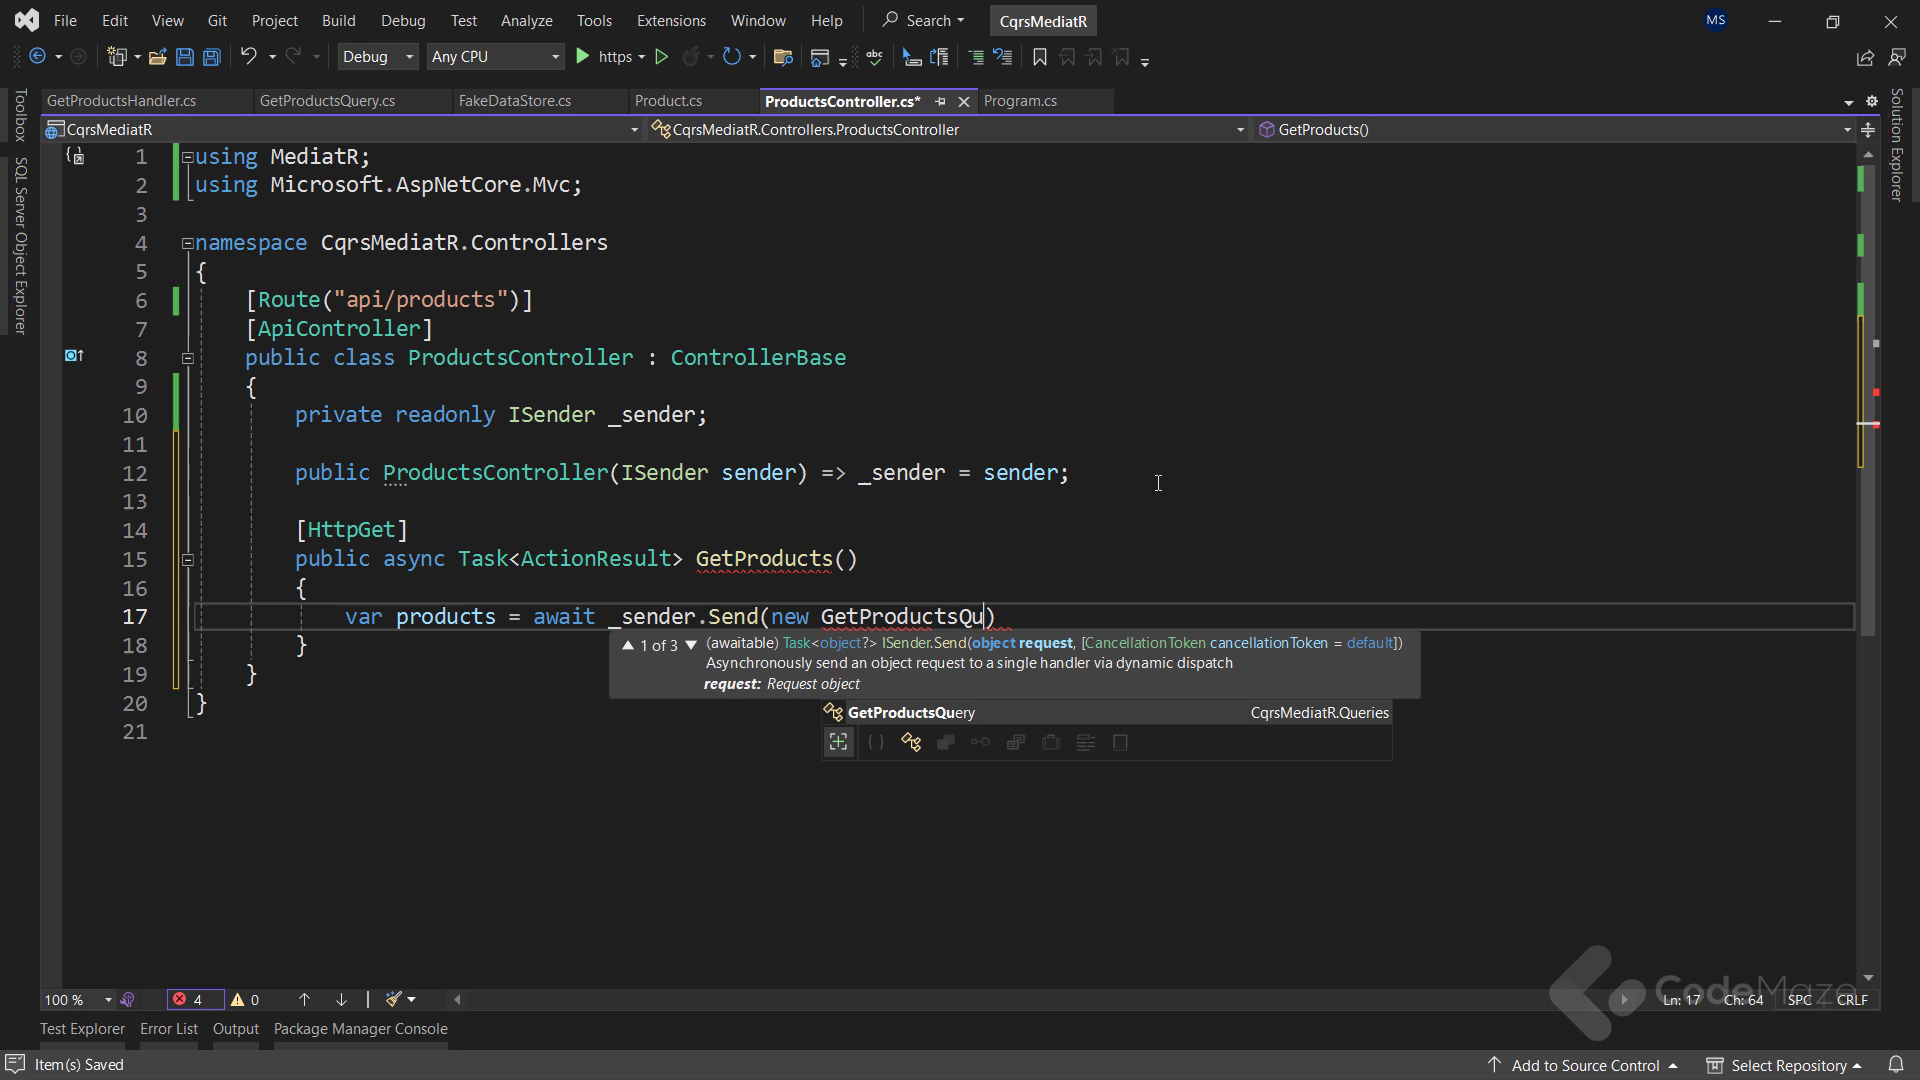 File Edit View Git Project Build Debug Test Analyze Tools Extensions Window Help Search CqrsMediatR MS
Debug Any CPU https abc
GetProductsHandler.cs GetProductsQuery.cs FakeDataStore.cs Product.cs ProductsController.cs* Program.cs
CqrsMediatR CqrsMediatR.Controllers.ProductsController GetProducts()
Toolbox
SQL Server Object Explorer
Solution Explorer
1 using MediatR;
2 using Microsoft.AspNetCore.Mvc;
3
4 namespace CqrsMediatR.Controllers
5 {
6 [Route("api/products")]
7 [ApiController]
8 public class ProductsController : ControllerBase
9 {
10 private readonly ISender _sender;
11
12 public ProductsController(ISender sender) => _sender = sender;
13
14 [HttpGet]
15 public async Task<ActionResult> GetProducts()
16 {
17 var products = await _sender.Send(new GetProductsQu)
18 }
19 }
20 }
21
1 of 3 (awaitable) Task<object?> ISender.Send(object request, [CancellationToken cancellationToken = default])
Asynchronously send an object request to a single handler via dynamic dispatch
request: Request object
GetProductsQuery CqrsMediatR.Queries
CodeMaze
100 % 4 0 Ln: 17 Ch: 64 SPC CRLF
Test Explorer Error List Output Package Manager Console
Item(s) Saved Add to Source Control Select Repository